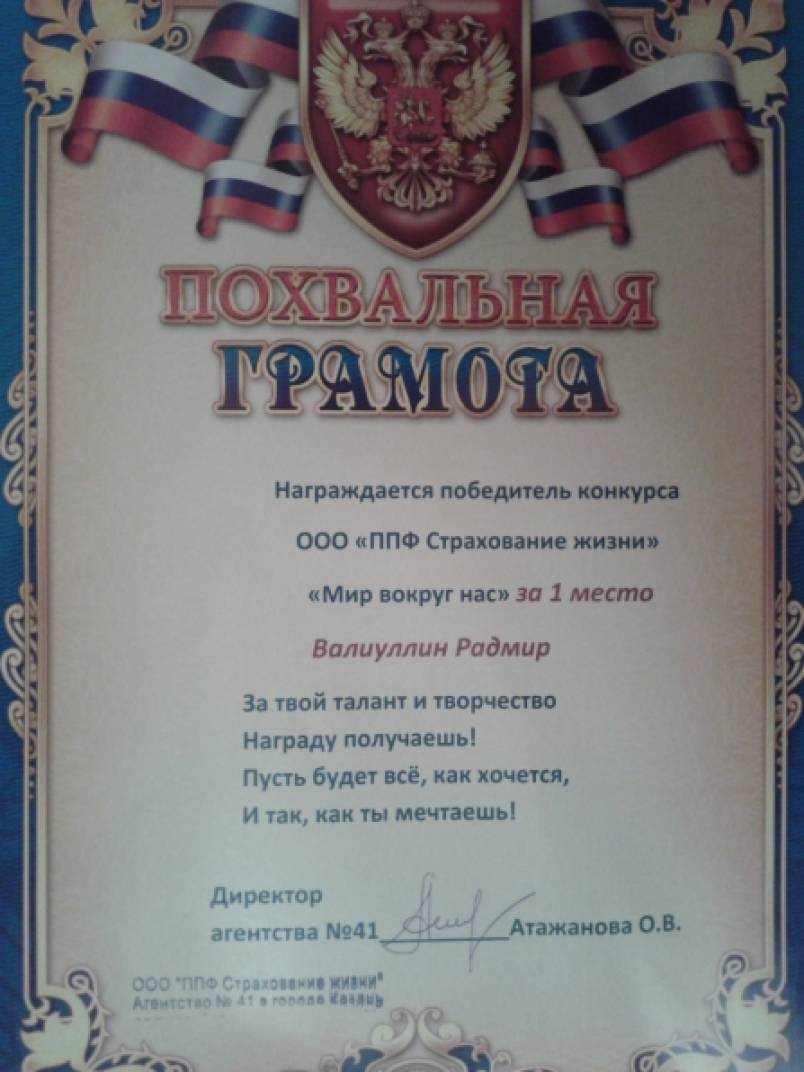 ПОХВАЛЬНАЯ
ГРАМОТА
Награждается победитель конкурса
ООО «ППФ Страхование жизни»
«Мир вокруг нас» за 1 место
Валиуллин Радмир
За твой талант и творчество
Награду получаешь!
Пусть будет всё, как хочется,
И так, как ты мечтаешь!
Директор
агентства №41 Атажанова О.В.
ООО "ППФ Страхование жизни"
Агентство № 41 в городе Казань